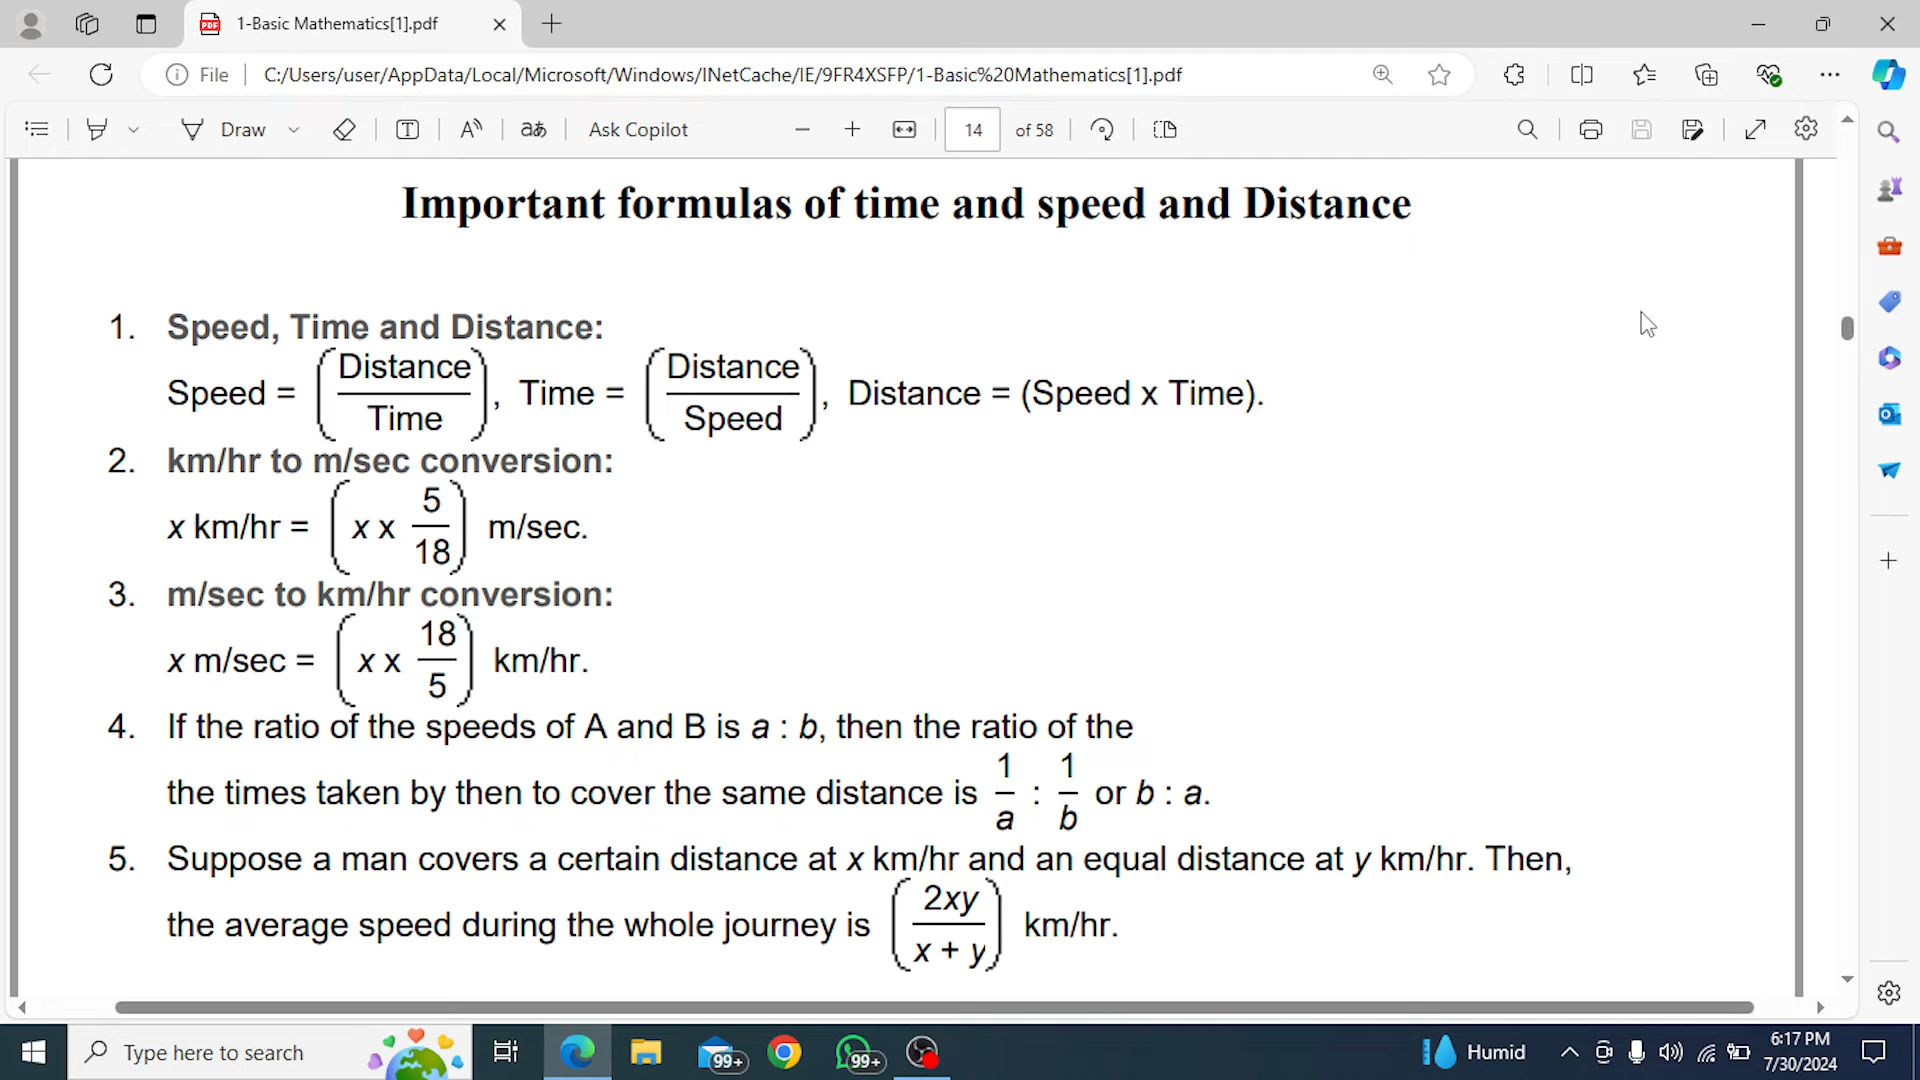 1-Basic Mathematics[1].pdf
File C:/Users/user/AppData/Local/Microsoft/Windows/INetCache/IE/9FR4XSFP/1-Basic%20Mathematics[1].pdf
Draw Ask Copilot 14 of 58
Important formulas of time and speed and Distance
1. Speed, Time and Distance:
Speed = (Distance/Time), Time = (Distance/Speed), Distance = (Speed x Time).
2. km/hr to m/sec conversion:
x km/hr = (x x 5/18) m/sec.
3. m/sec to km/hr conversion:
x m/sec = (x x 18/5) km/hr.
4. If the ratio of the speeds of A and B is a : b, then the ratio of the
the times taken by then to cover the same distance is 1/a : 1/b or b : a.
5. Suppose a man covers a certain distance at x km/hr and an equal distance at y km/hr. Then,
the average speed during the whole journey is (2xy/x + y) km/hr.
Type here to search 99+ 99+ Humid 6:17 PM
7/30/2024